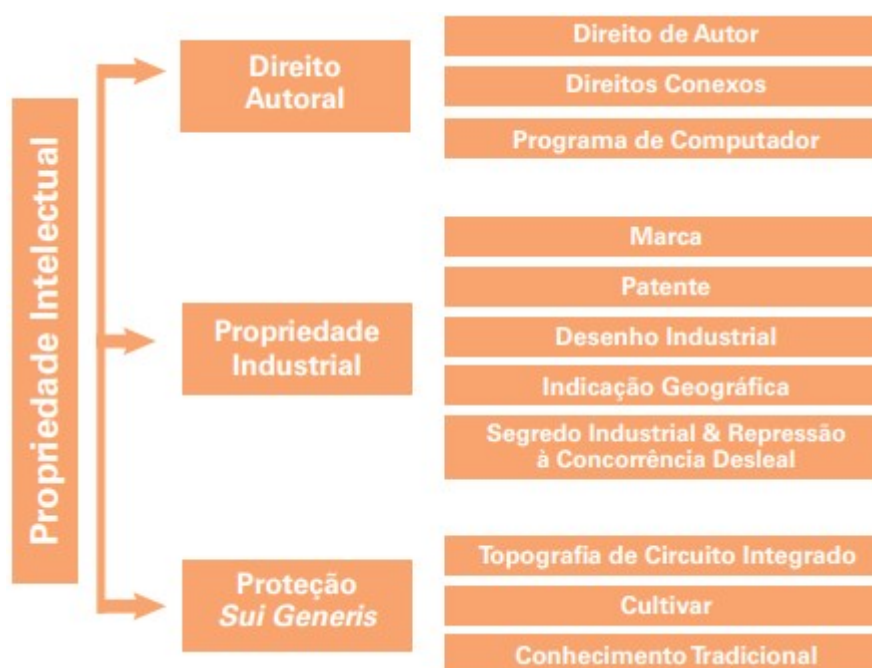 Propriedade Intelectual
Direito
Autoral
Direito de Autor
Direitos Conexos
Programa de Computador
Propriedade
Industrial
Marca
Patente
Desenho Industrial
Indicação Geográfica
Segredo Industrial & Repressão
à Concorrência Desleal
Proteção
Sui Generis
Topografia de Circuito Integrado
Cultivar
Conhecimento Tradicional